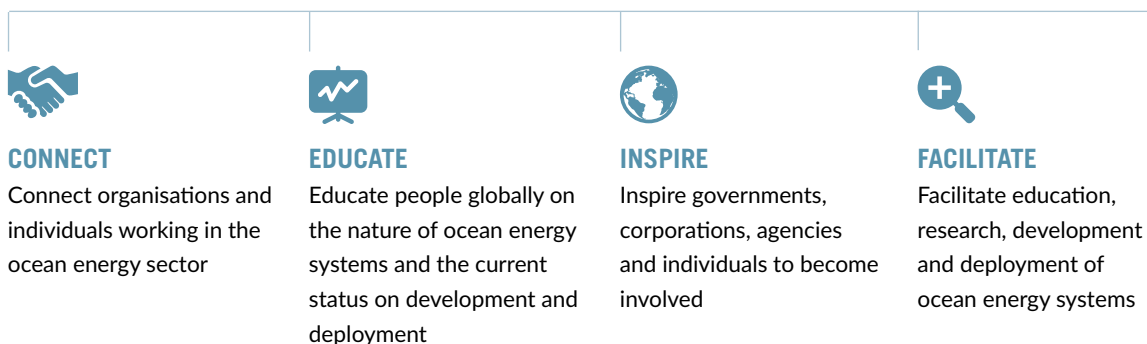 CONNECT
Connect organisations and
individuals working in the
ocean energy sector
EDUCATE
Educate people globally on
the nature of ocean energy
systems and the current
status on development and
deployment
INSPIRE
Inspire governments,
corporations, agencies
and individuals to become
involved
FACILITATE
Facilitate education,
research, development
and deployment of
ocean energy systems